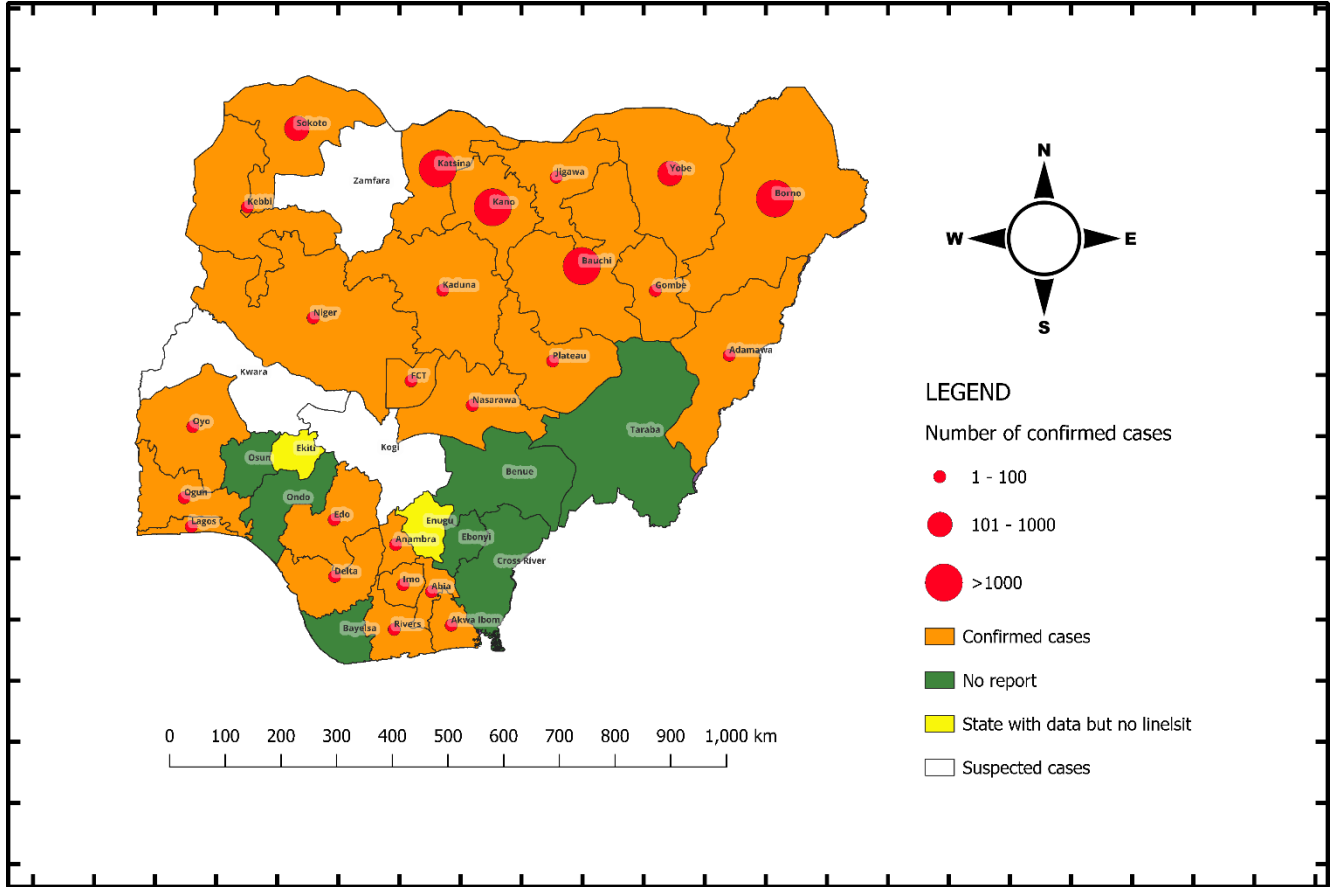 Sokoto
Katsina
Zamfara
Jigawa
Yobe
Borno
Kebbi
Kano
Bauchi
Kaduna
Gombe
Niger
Plateau
Adamawa
FCT
Kwara
Nasarawa
Oyo
Taraba
Kogi
Ekiti
Osun
Benue
Ondo
Ogun
Edo
Enugu
Lagos
Anambra
Ebonyi
Cross River
Delta
Imo
Abia
Bayelsa
Rivers
Akwa Ibom
N
W
E
S
LEGEND
Number of confirmed cases
1 - 100
101 - 1000
>1000
Confirmed cases
No report
State with data but no linelsit
Suspected cases
0 100 200 300 400 500 600 700 800 900 1,000 km